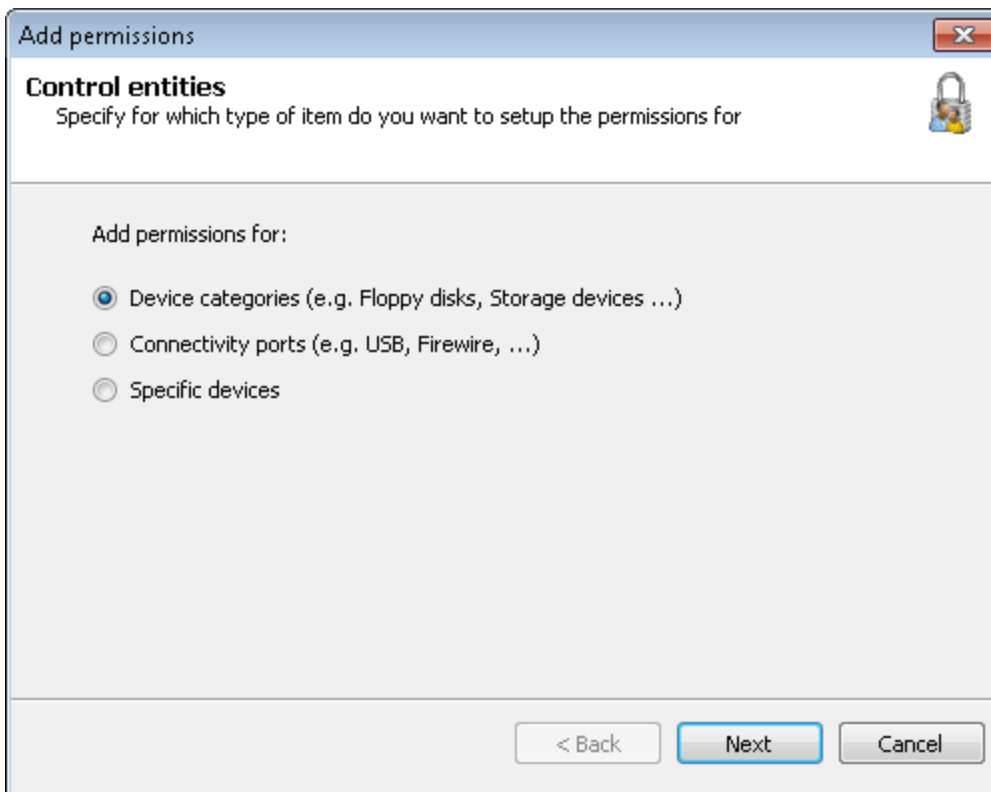 Add permissions
Control entities
Specify for which type of item do you want to setup the permissions for
Add permissions for:
Device categories (e.g. Floppy disks, Storage devices ...)
Connectivity ports (e.g. USB, Firewire, ...)
Specific devices
< Back Next Cancel